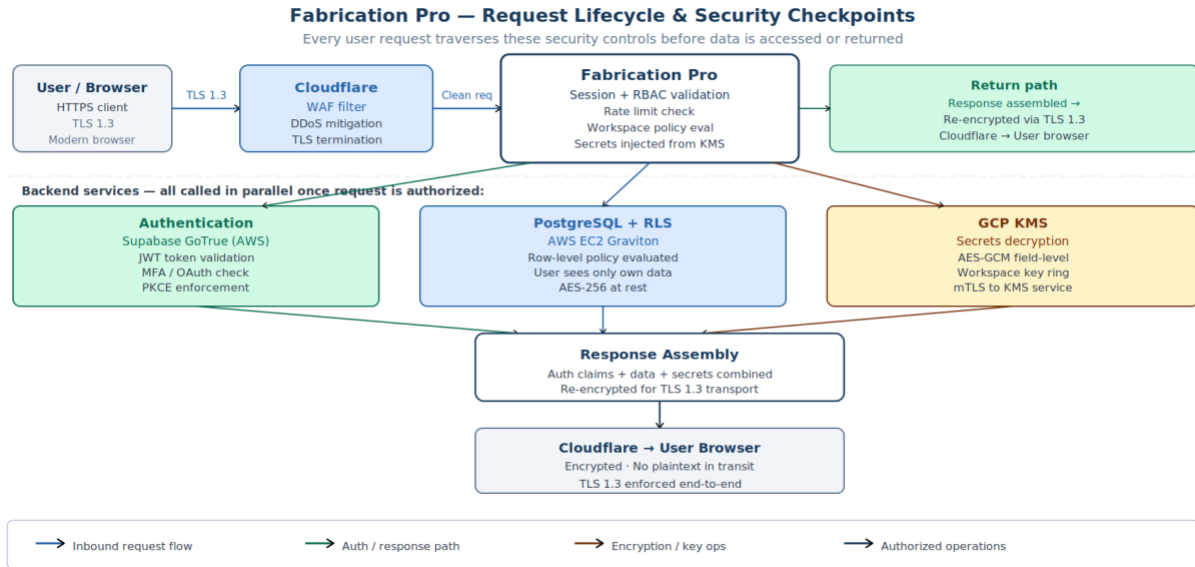 Fabrication Pro — Request Lifecycle & Security Checkpoints
Every user request traverses these security controls before data is accessed or returned
User / Browser
HTTPS client
TLS 1.3
Modern browser
TLS 1.3
Cloudflare
WAF filter
DDoS mitigation
TLS termination
Clean req
Fabrication Pro
Session + RBAC validation
Rate limit check
Workspace policy eval
Secrets injected from KMS
Return path
Response assembled →
Re-encrypted via TLS 1.3
Cloudflare → User browser
Backend services — all called in parallel once request is authorized:
Authentication
Supabase GoTrue (AWS)
JWT token validation
MFA / OAuth check
PKCE enforcement
PostgreSQL + RLS
AWS EC2 Graviton
Row-level policy evaluated
User sees only own data
AES-256 at rest
GCP KMS
Secrets decryption
AES-GCM field-level
Workspace key ring
mTLS to KMS service
Response Assembly
Auth claims + data + secrets combined
Re-encrypted for TLS 1.3 transport
Cloudflare → User Browser
Encrypted · No plaintext in transit
TLS 1.3 enforced end-to-end
Inbound request flow
Auth / response path
Encryption / key ops
Authorized operations